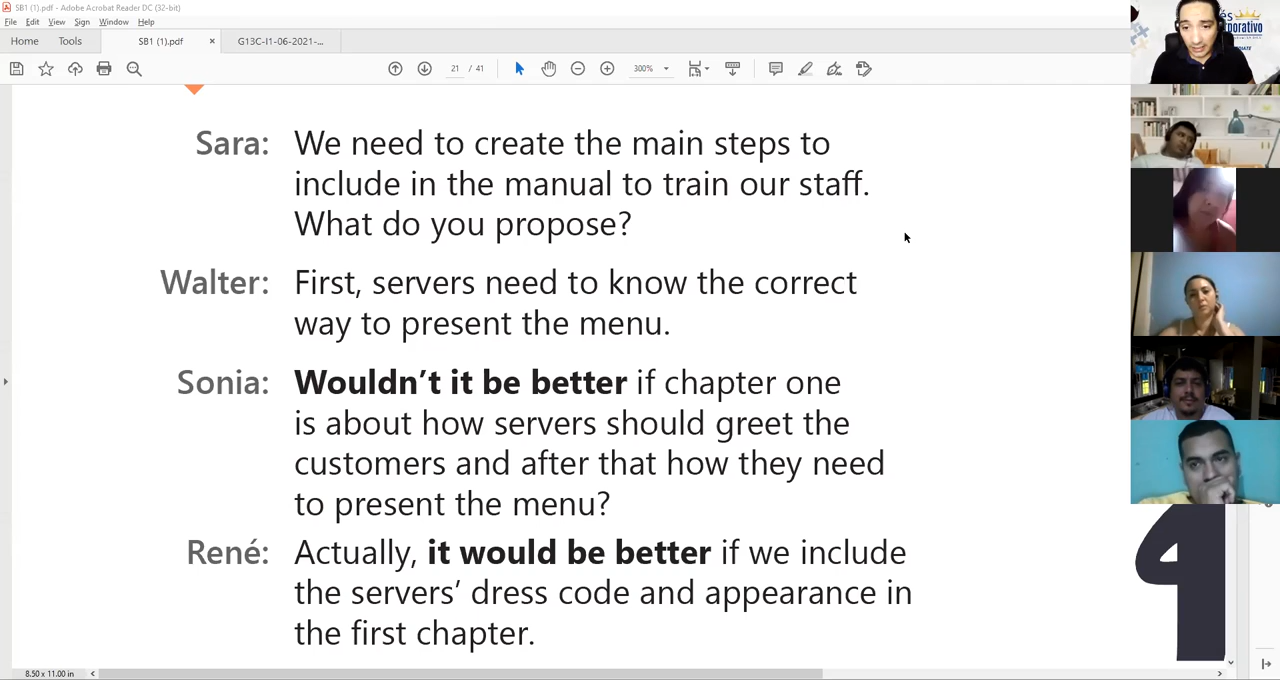 SB1 (1).pdf - Adobe Acrobat Reader DC (32-bit)
File Edit View Sign Window Help
Home Tools SB1 (1).pdf × G13C-I1-06-2021-...
21 / 41 300%
Sara: We need to create the main steps to
include in the manual to train our staff.
What do you propose?
Walter: First, servers need to know the correct
way to present the menu.
Sonia: Wouldn't it be better if chapter one
is about how servers should greet the
customers and after that how they need
to present the menu?
René: Actually, it would be better if we include
the servers' dress code and appearance in
the first chapter.
4
8.50 x 11.00 in